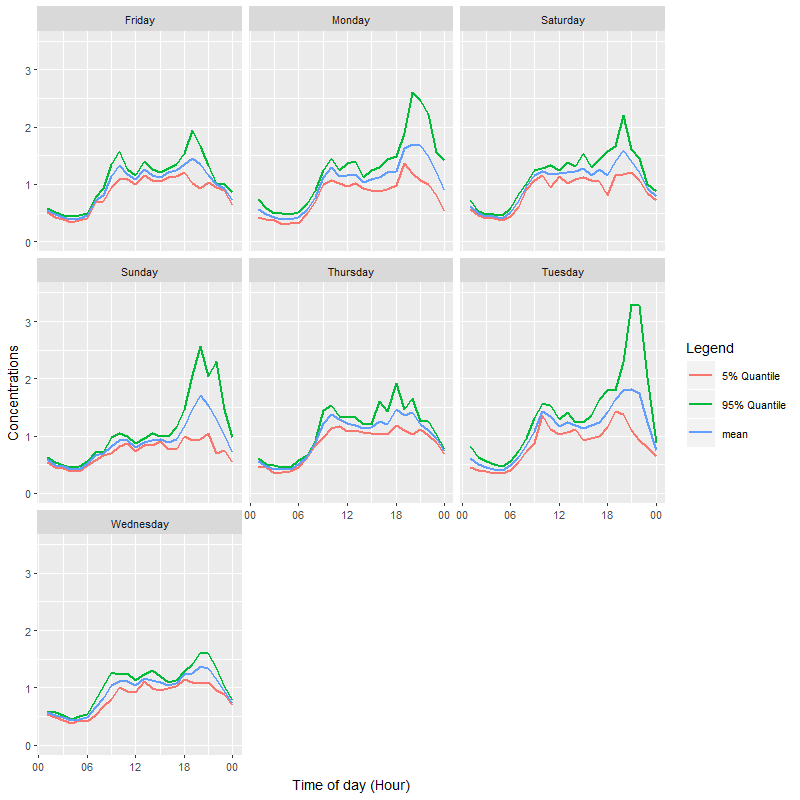 Friday Monday Saturday
3
2
1
0
Sunday Thursday Tuesday
3
2
1
0
Concentrations
00 06 12 18 00 00 06 12 18 00
Wednesday
3
2
1
0
00 06 12 18 00
Time of day (Hour)
Legend
5% Quantile
95% Quantile
mean